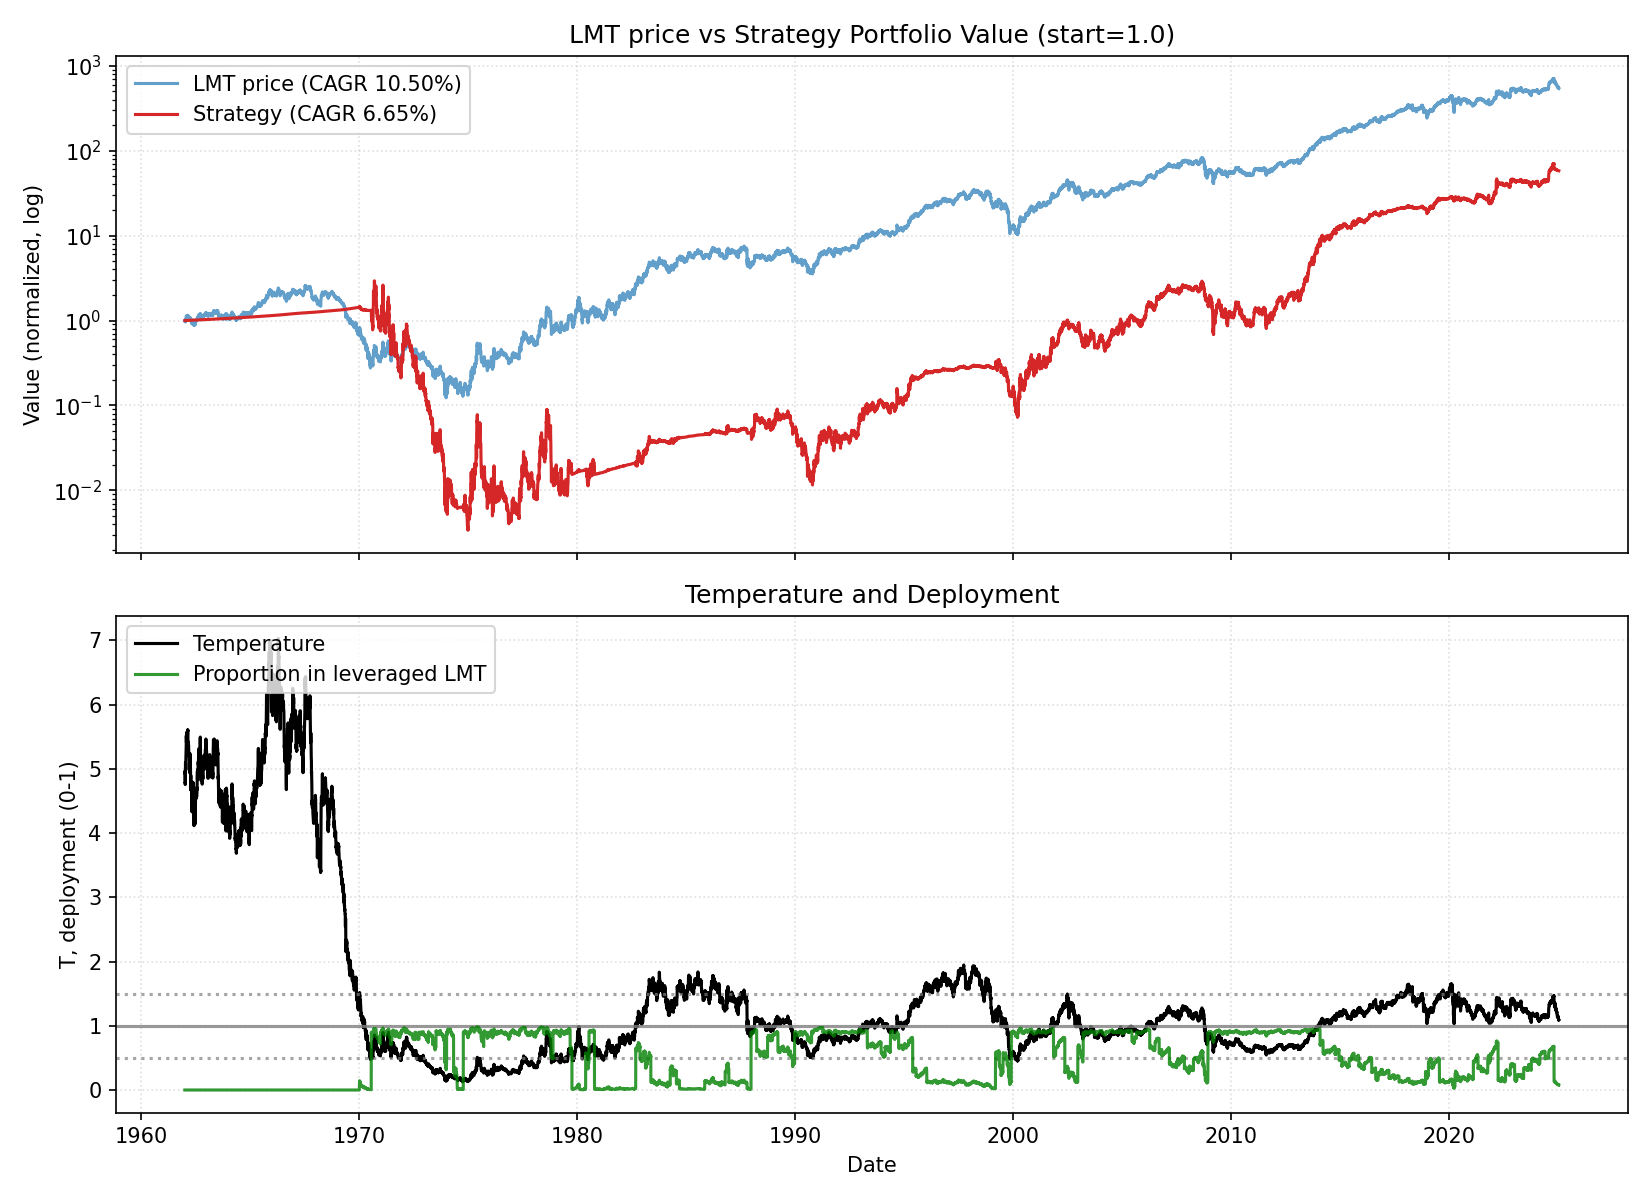 LMT price vs Strategy Portfolio Value (start=1.0)
LMT price (CAGR 10.50%)
Strategy (CAGR 6.65%)
Value (normalized, log)
10³
10²
10¹
10⁰
10⁻¹
10⁻²
Temperature and Deployment
Temperature
Proportion in leveraged LMT
T, deployment (0-1)
7
6
5
4
3
2
1
0
1960 1970 1980 1990 2000 2010 2020
Date